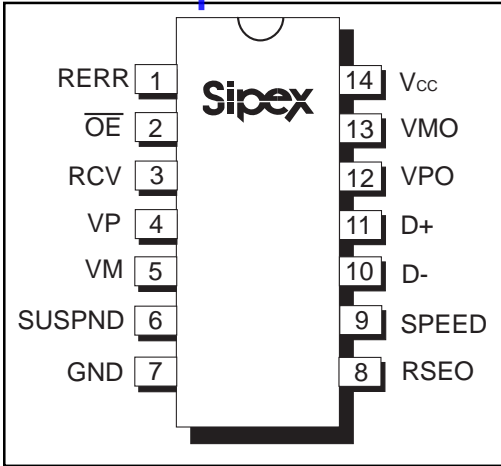 Sipex
RERR 1
O̅E̅ 2
RCV 3
VP 4
VM 5
SUSPND 6
GND 7
14 Vcc
13 VMO
12 VPO
11 D+
10 D-
9 SPEED
8 RSEO